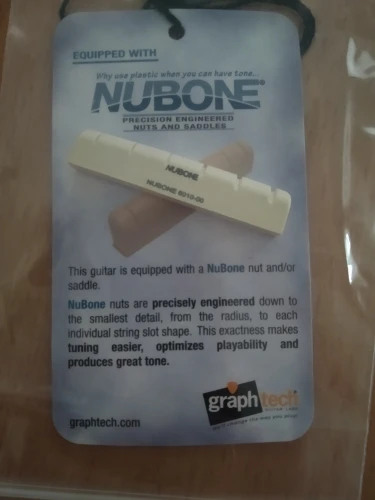 EQUIPPED WITH
Why use plastic when you can have tone...
NUBONE
PRECISION ENGINEERED
NUTS AND SADDLES
NUBONE
NUBONE 6010-00
This guitar is equipped with a NuBone nut and/or
saddle.
NuBone nuts are precisely engineered down to
the smallest detail, from the radius, to each
individual string slot shape. This exactness makes
tuning easier, optimizes playability and
produces great tone.
graphtech
graphtech.com